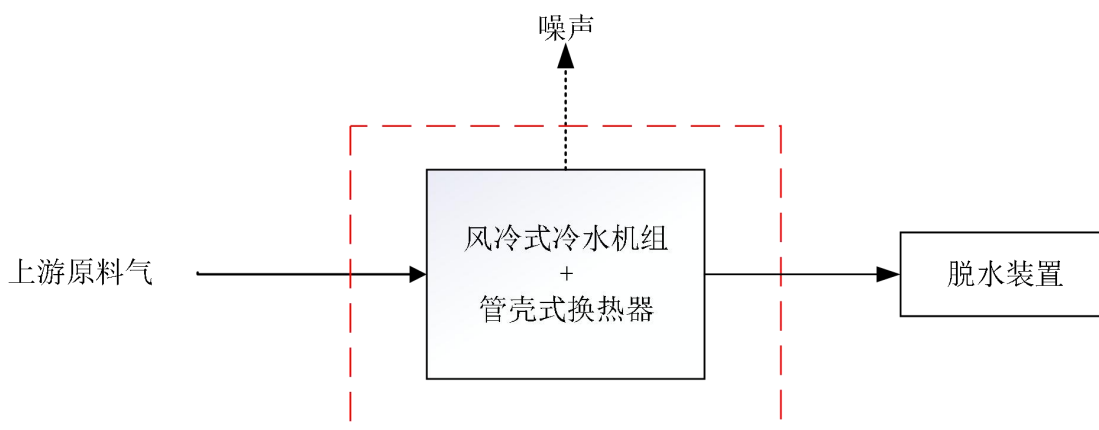 噪声
上游原料气
风冷式冷水机组
+
管壳式换热器
脱水装置